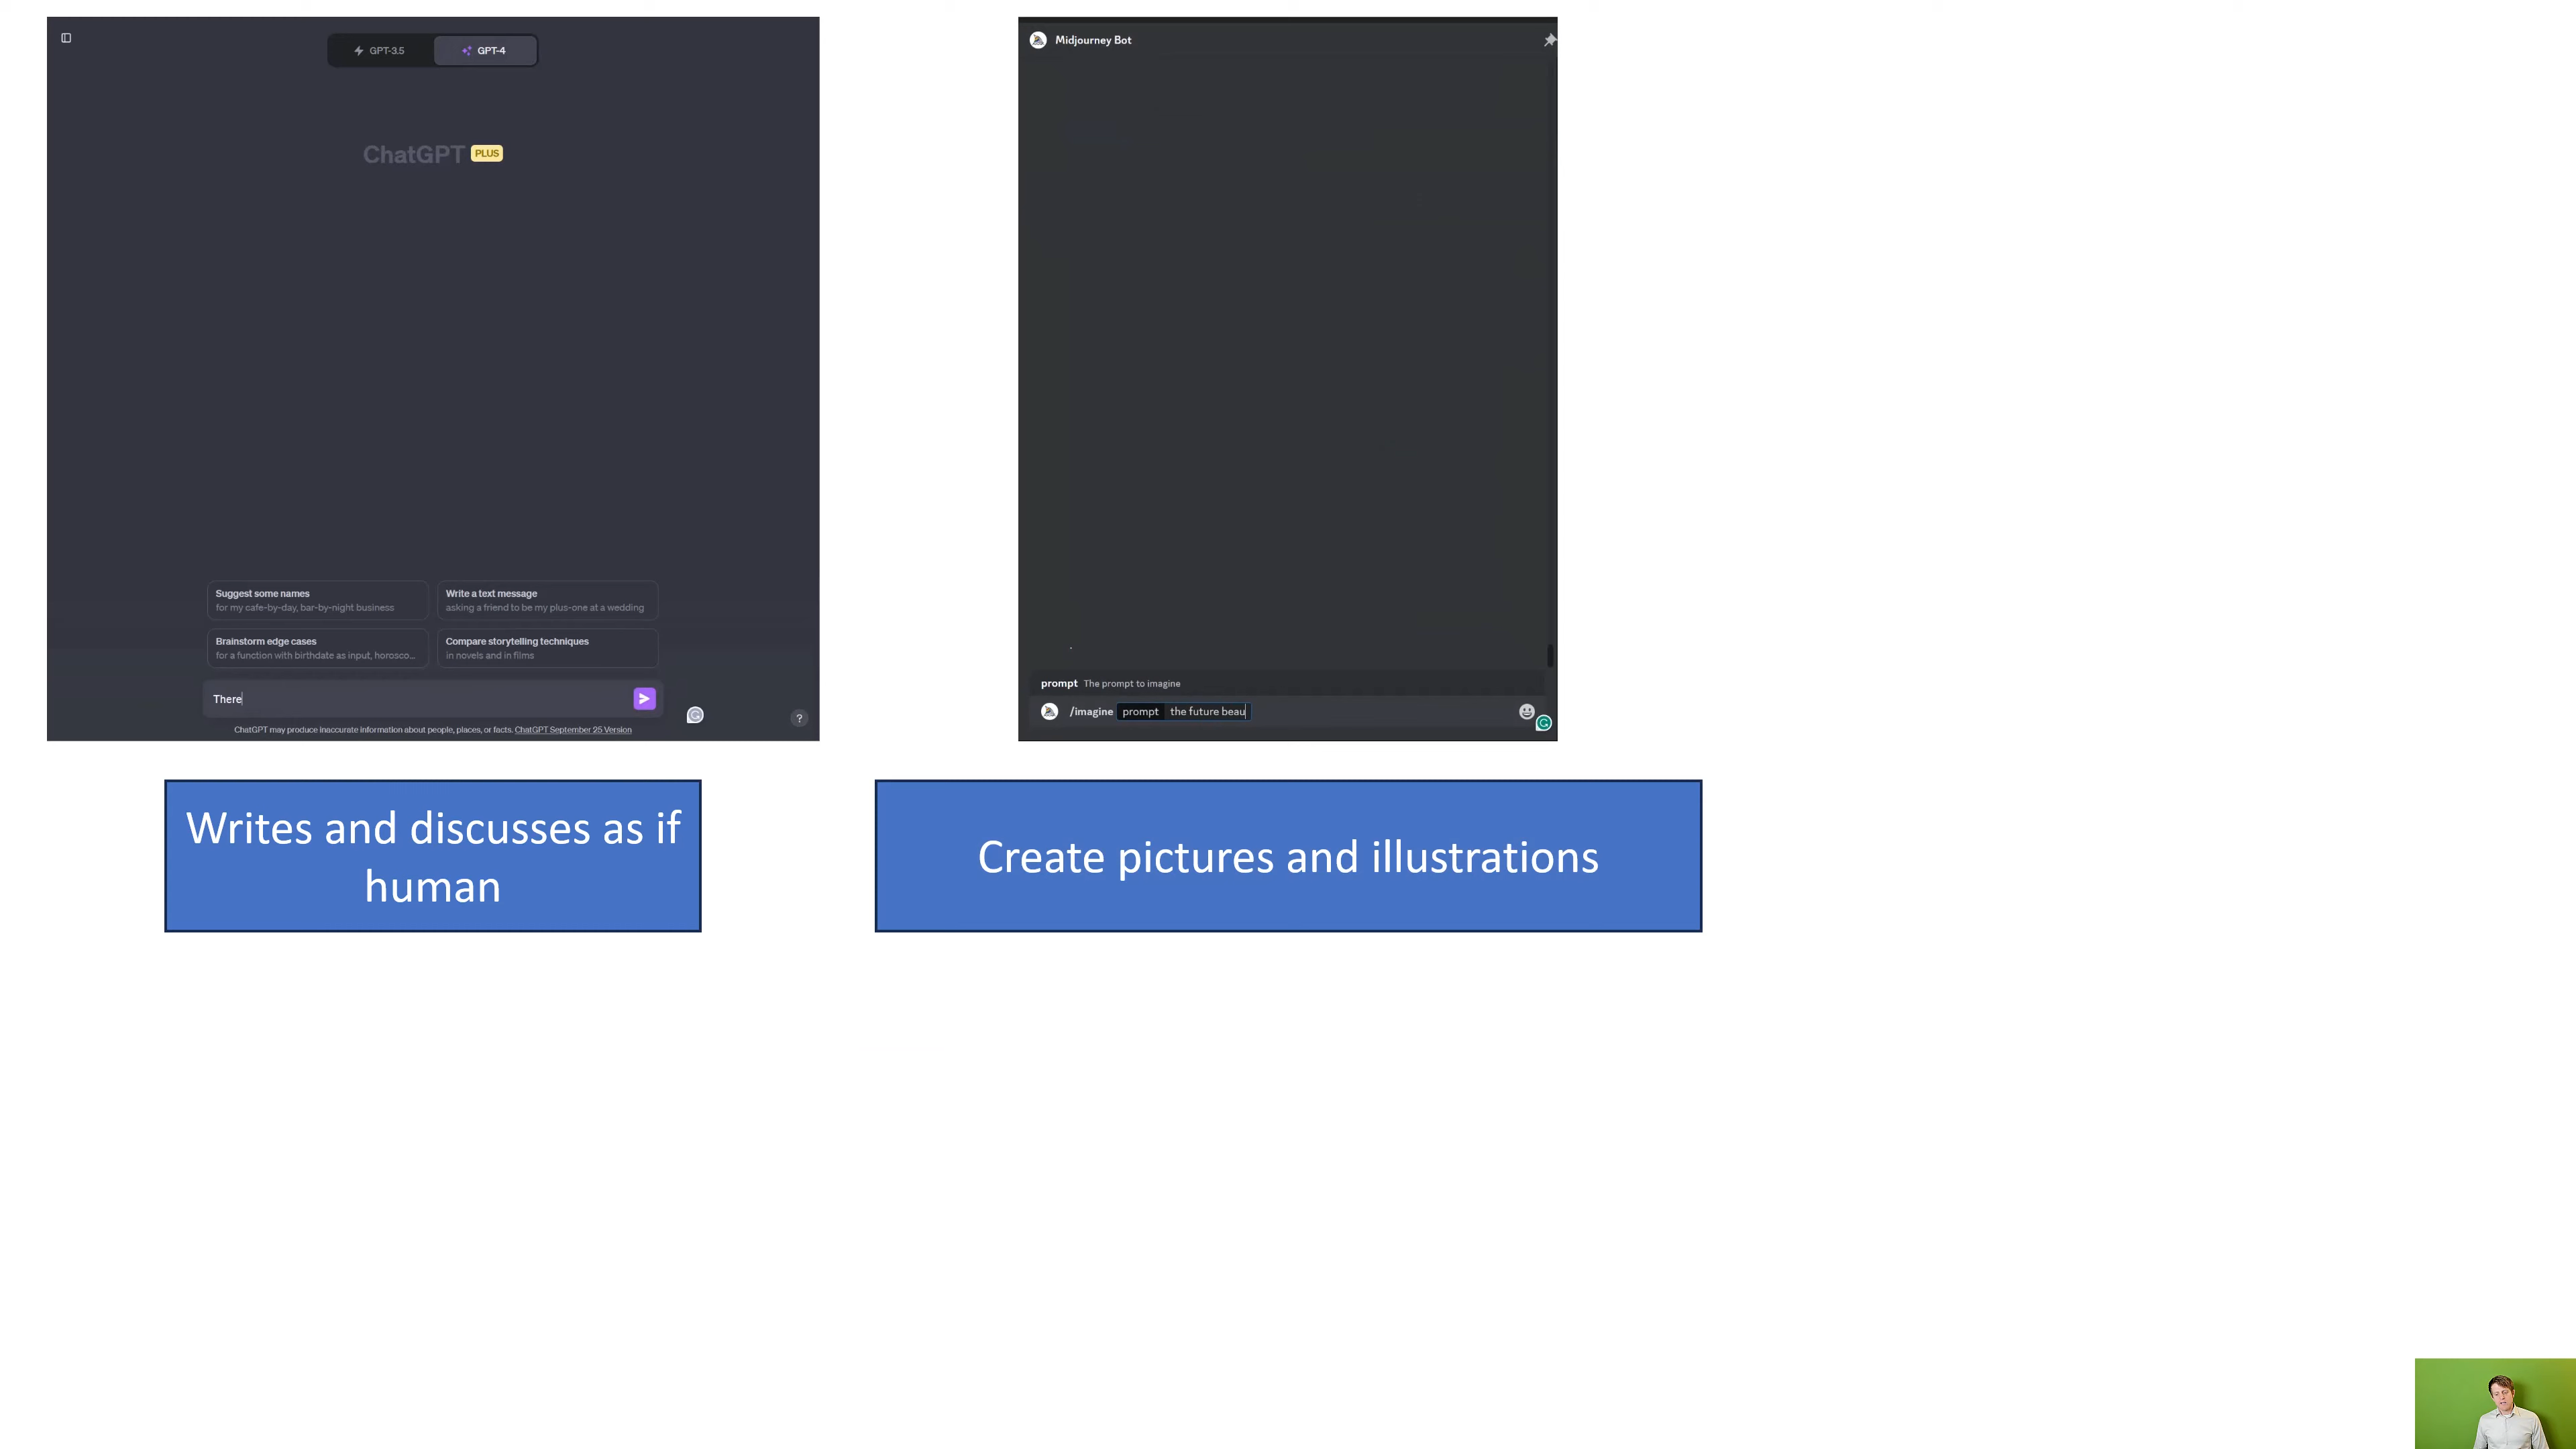 GPT-3.5
GPT-4
ChatGPT PLUS
Suggest some names
for my cafe-by-day, bar-by-night business
Write a text message
asking a friend to be my plus-one at a wedding
Brainstorm edge cases
for a function with birthdate as input, horosco...
Compare storytelling techniques
in novels and in films
There
?
ChatGPT may produce inaccurate information about people, places, or facts. ChatGPT September 25 Version
Midjourney Bot
prompt The prompt to imagine
/imagine prompt the future beau
Writes and discusses as if
human
Create pictures and illustrations